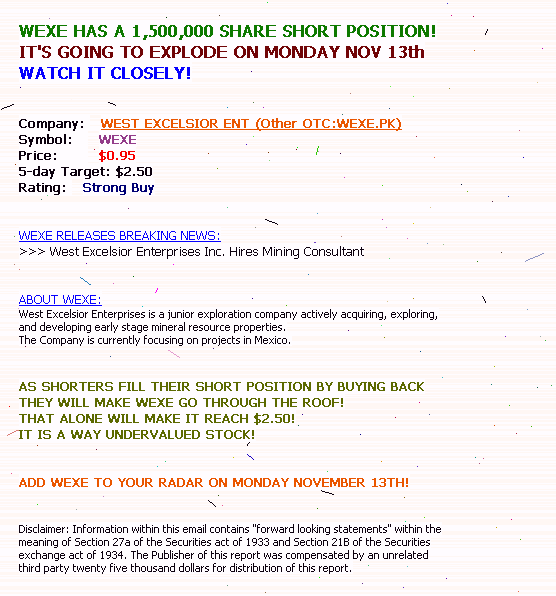 WEXE HAS A 1,500,000 SHARE SHORT POSITION!
IT'S GOING TO EXPLODE ON MONDAY NOV 13th
WATCH IT CLOSELY!
Company: WEST EXCELSIOR ENT (Other OTC:WEXE.PK)
Symbol: WEXE
Price: $0.95
5-day Target: $2.50
Rating: Strong Buy
WEXE RELEASES BREAKING NEWS:
>>> West Excelsior Enterprises Inc. Hires Mining Consultant
ABOUT WEXE:
West Excelsior Enterprises is a junior exploration company actively acquiring, exploring,
and developing early stage mineral resource properties.
The Company is currently focusing on projects in Mexico.
AS SHORTERS FILL THEIR SHORT POSITION BY BUYING BACK
THEY WILL MAKE WEXE GO THROUGH THE ROOF!
THAT ALONE WILL MAKE IT REACH $2.50!
IT IS A WAY UNDERVALUED STOCK!
ADD WEXE TO YOUR RADAR ON MONDAY NOVEMBER 13TH!
Disclaimer: Information within this email contains "forward looking statements" within the
meaning of Section 27a of the Securities act of 1933 and Section 21B of the Securities
exchange act of 1934. The Publisher of this report was compensated by an unrelated
third party twenty five thousand dollars for distribution of this report.